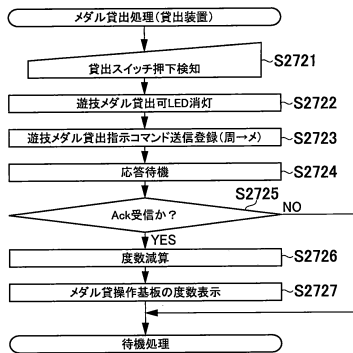 メダル貸出処理(貸出装置)
貸出スイッチ押下検知
S2721
遊技メダル貸出可LED消灯
S2722
遊技メダル貸出指示コマンド送信登録(周→メ)
S2723
応答待機
S2724
S2725
Ack受信か?
NO
YES
度数減算
S2726
メダル貸操作基板の度数表示
S2727
待機処理